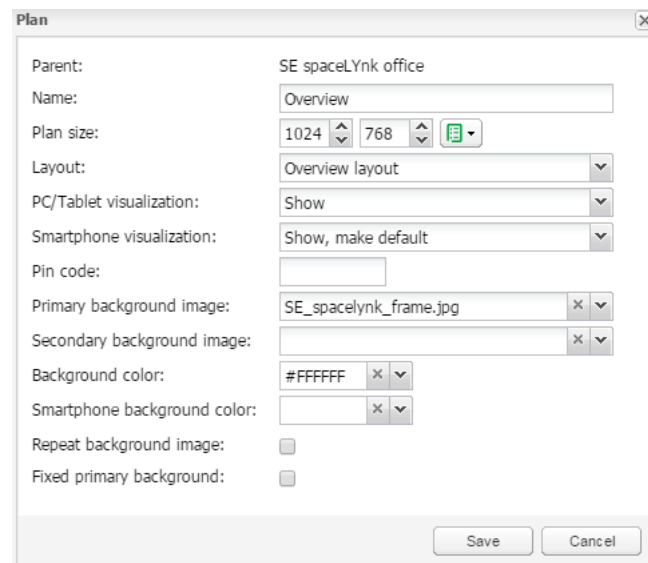 Plan
Parent: SE spaceLYnk office
Name: Overview
Plan size: 1024 768
Layout: Overview layout
PC/Tablet visualization: Show
Smartphone visualization: Show, make default
Pin code:
Primary background image: SE_spacelynk_frame.jpg
Secondary background image:
Background color: #FFFFFF
Smartphone background color:
Repeat background image:
Fixed primary background:
Save Cancel